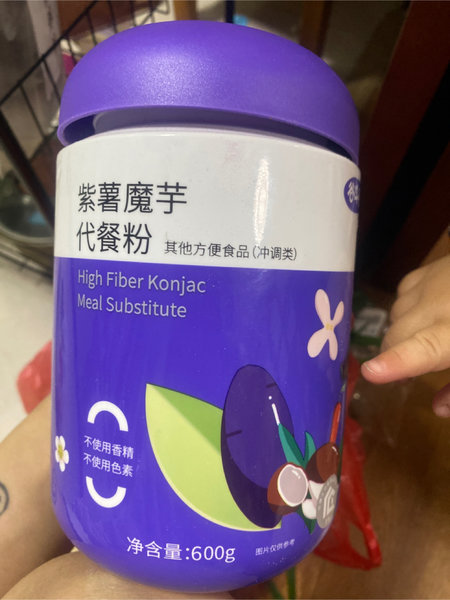 紫薯魔芋
代餐粉 其他方便食品(冲调类)
High Fiber Konjac
Meal Substitute
不使用香精
不使用色素
净含量:600g
图片仅供参考